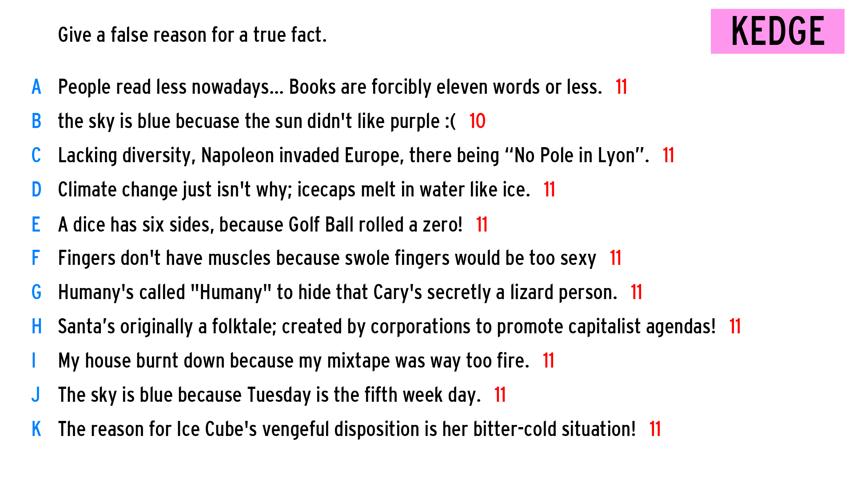 Give a false reason for a true fact.
KEDGE
A People read less nowadays... Books are forcibly eleven words or less. 11
B the sky is blue becuase the sun didn't like purple :( 10
C Lacking diversity, Napoleon invaded Europe, there being “No Pole in Lyon”. 11
D Climate change just isn't why; icecaps melt in water like ice. 11
E A dice has six sides, because Golf Ball rolled a zero! 11
F Fingers don't have muscles because swole fingers would be too sexy 11
G Humany's called "Humany" to hide that Cary's secretly a lizard person. 11
H Santa’s originally a folktale; created by corporations to promote capitalist agendas! 11
I My house burnt down because my mixtape was way too fire. 11
J The sky is blue because Tuesday is the fifth week day. 11
K The reason for Ice Cube's vengeful disposition is her bitter-cold situation! 11